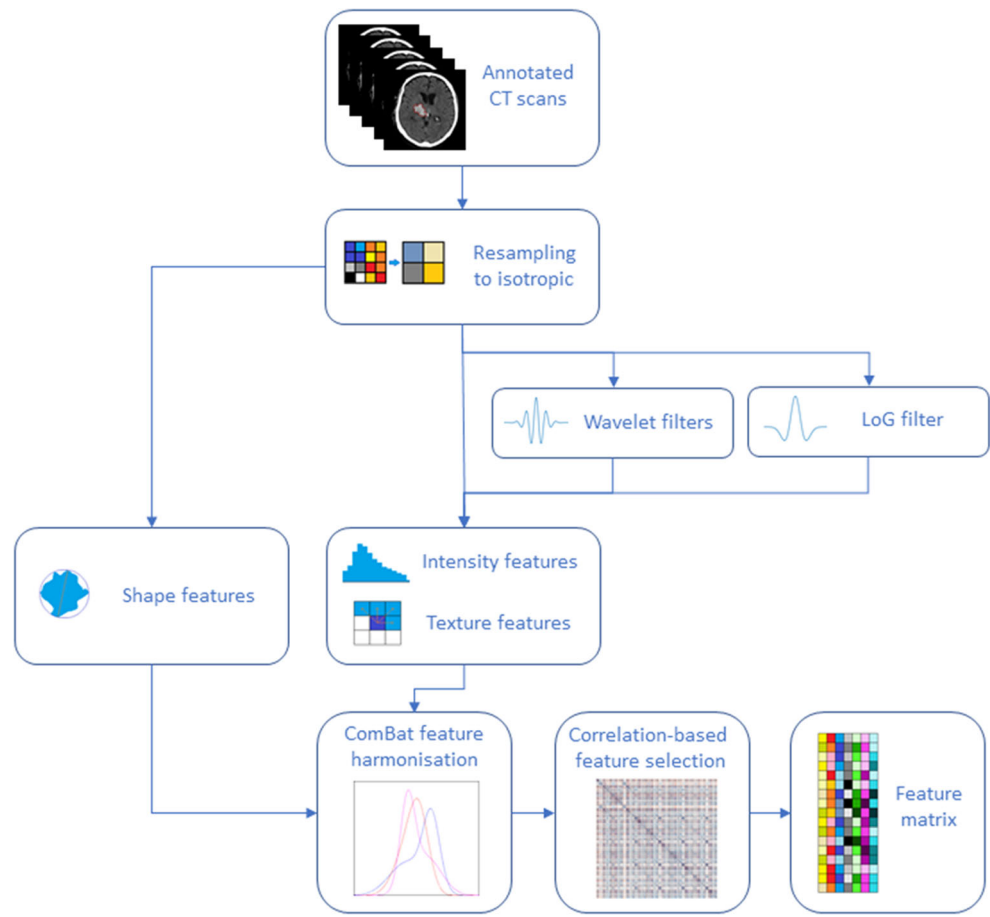 Annotated
CT scans
Resampling
to isotropic
Wavelet filters
LoG filter
Shape features
Intensity features
Texture features
ComBat feature
harmonisation
Correlation-based
feature selection
Feature
matrix